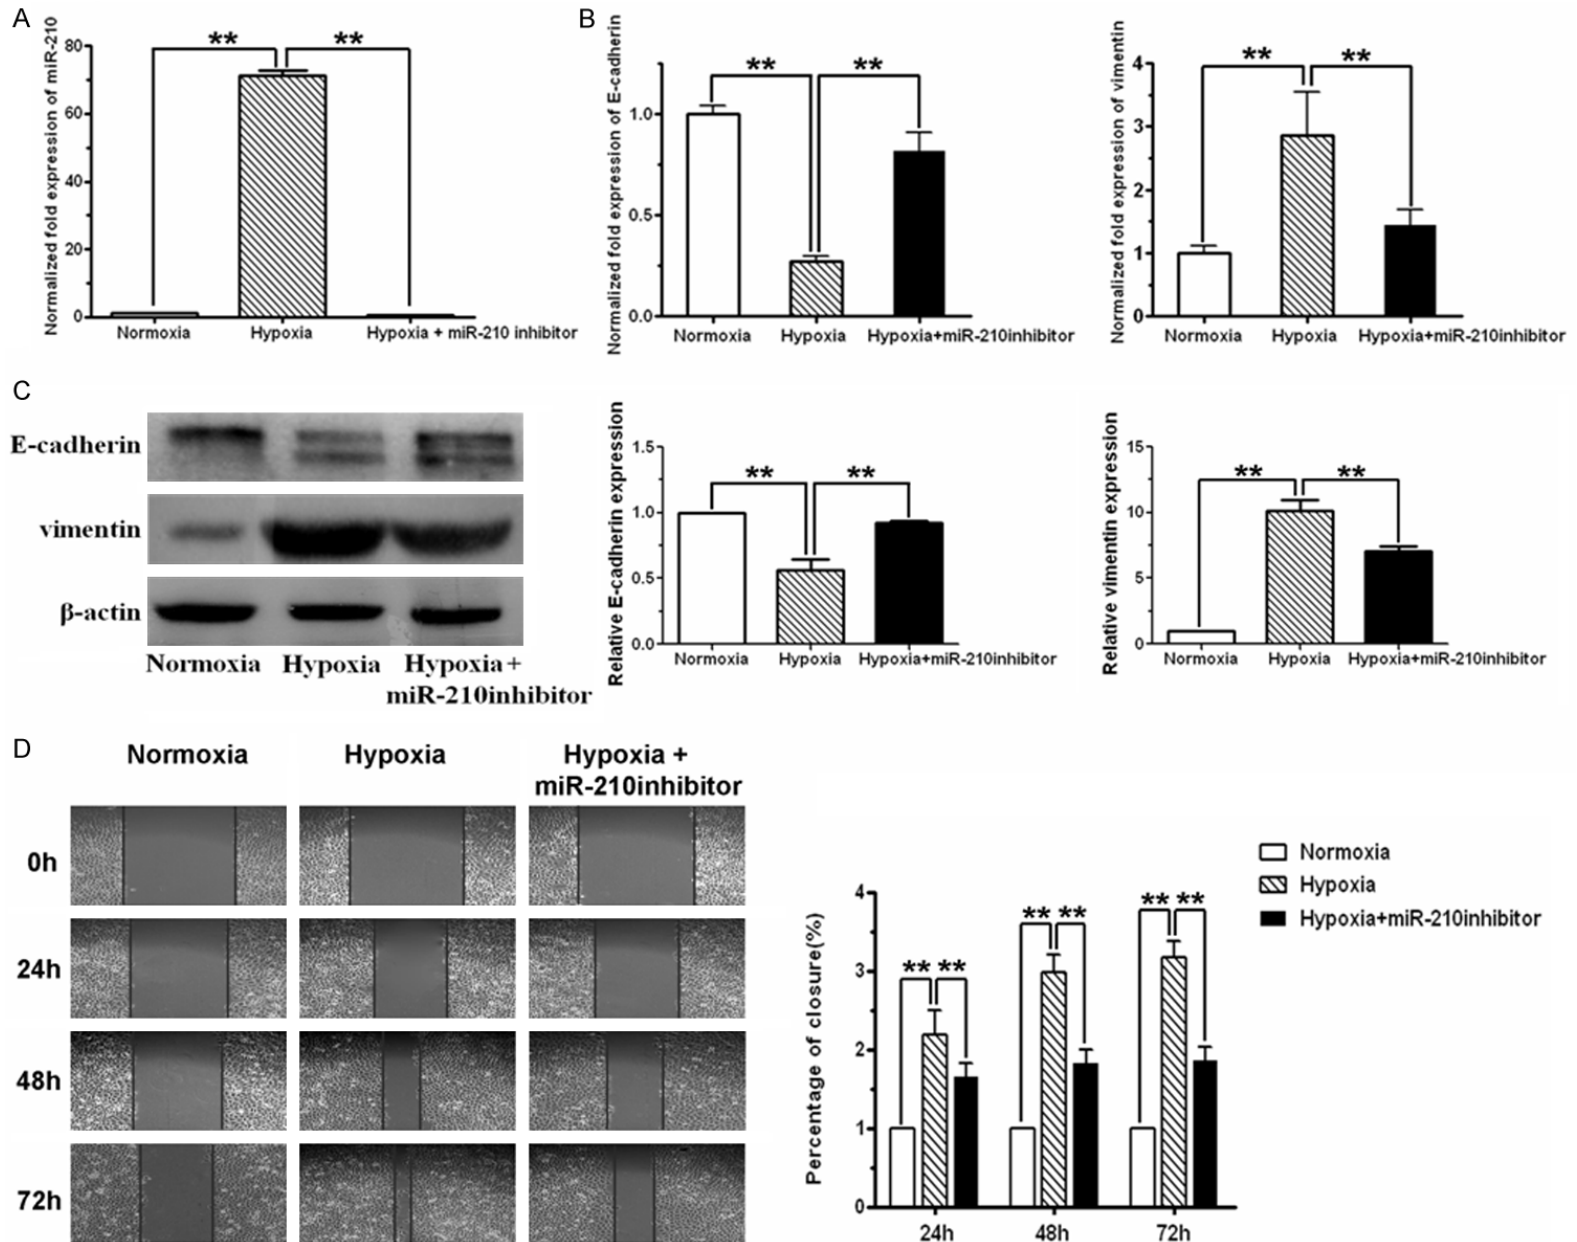 A
Normalized fold expression of miR-210
80
60
40
20
0
** **
Normoxia Hypoxia Hypoxia + miR-210 inhibitor
B
Normalized fold expression of E-cadherin
1.0
0.5
0.0
** **
Normoxia Hypoxia Hypoxia+miR-210inhibitor
Normalized fold expression of vimentin
4
3
2
1
0
** **
Normoxia Hypoxia Hypoxia+miR-210inhibitor
C
E-cadherin
vimentin
β-actin
Normoxia Hypoxia Hypoxia +
miR-210inhibitor
Relative E-cadherin expression
1.5
1.0
0.5
0.0
** **
Normoxia Hypoxia Hypoxia+miR-210inhibitor
Relative vimentin expression
15
10
5
0
** **
Normoxia Hypoxia Hypoxia+miR-210inhibitor
D
Normoxia Hypoxia Hypoxia +
miR-210inhibitor
0h
24h
48h
72h
Percentage of closure(%)
4
3
2
1
0
** ** ** ** ** **
24h 48h 72h
Normoxia
Hypoxia
Hypoxia+miR-210inhibitor